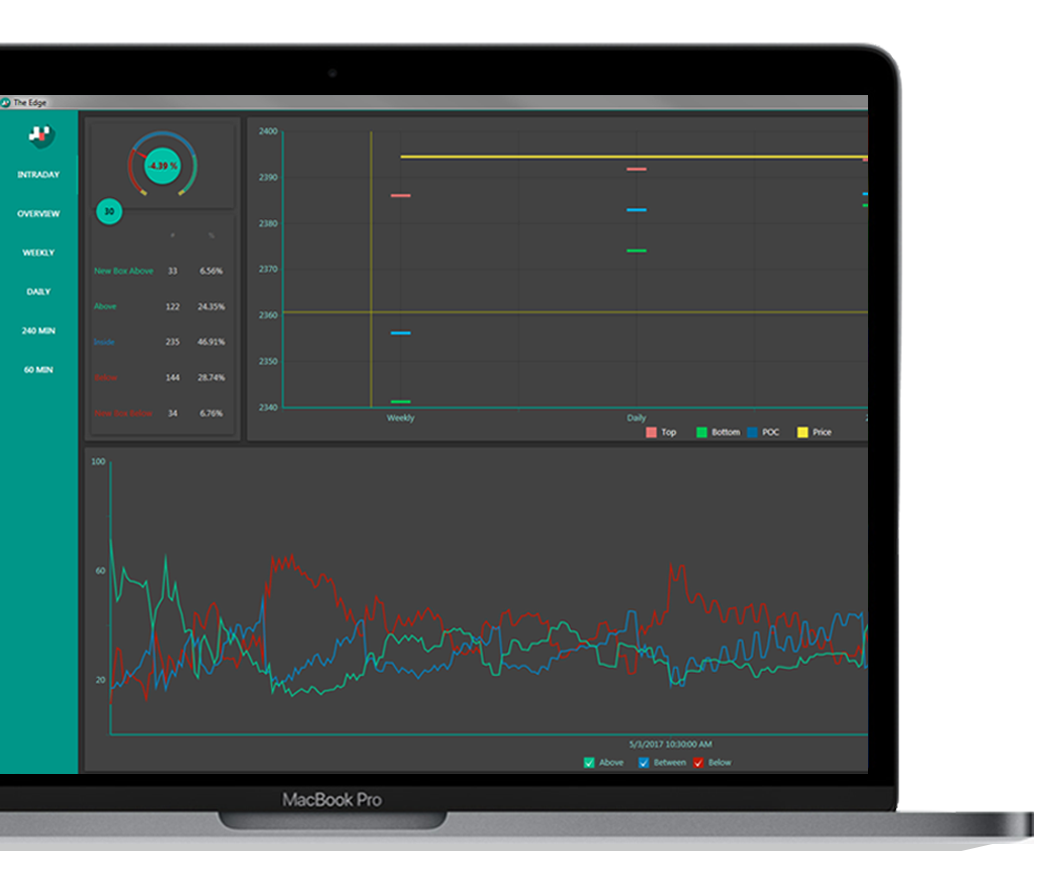 The Edge
INTRADAY
OVERVIEW
WEEKLY
DAILY
240 MIN
60 MIN
-4.39 %
30
# %
New Box Above 33 6.56%
Above 122 24.35%
Inside 235 46.91%
Below 144 28.74%
New Box Below 34 6.76%
2400
2390
2380
2370
2360
2350
2340
Weekly Daily
Top Bottom POC Price
100
60
20
5/3/2017 10:30:00 AM
Above Between Below
MacBook Pro